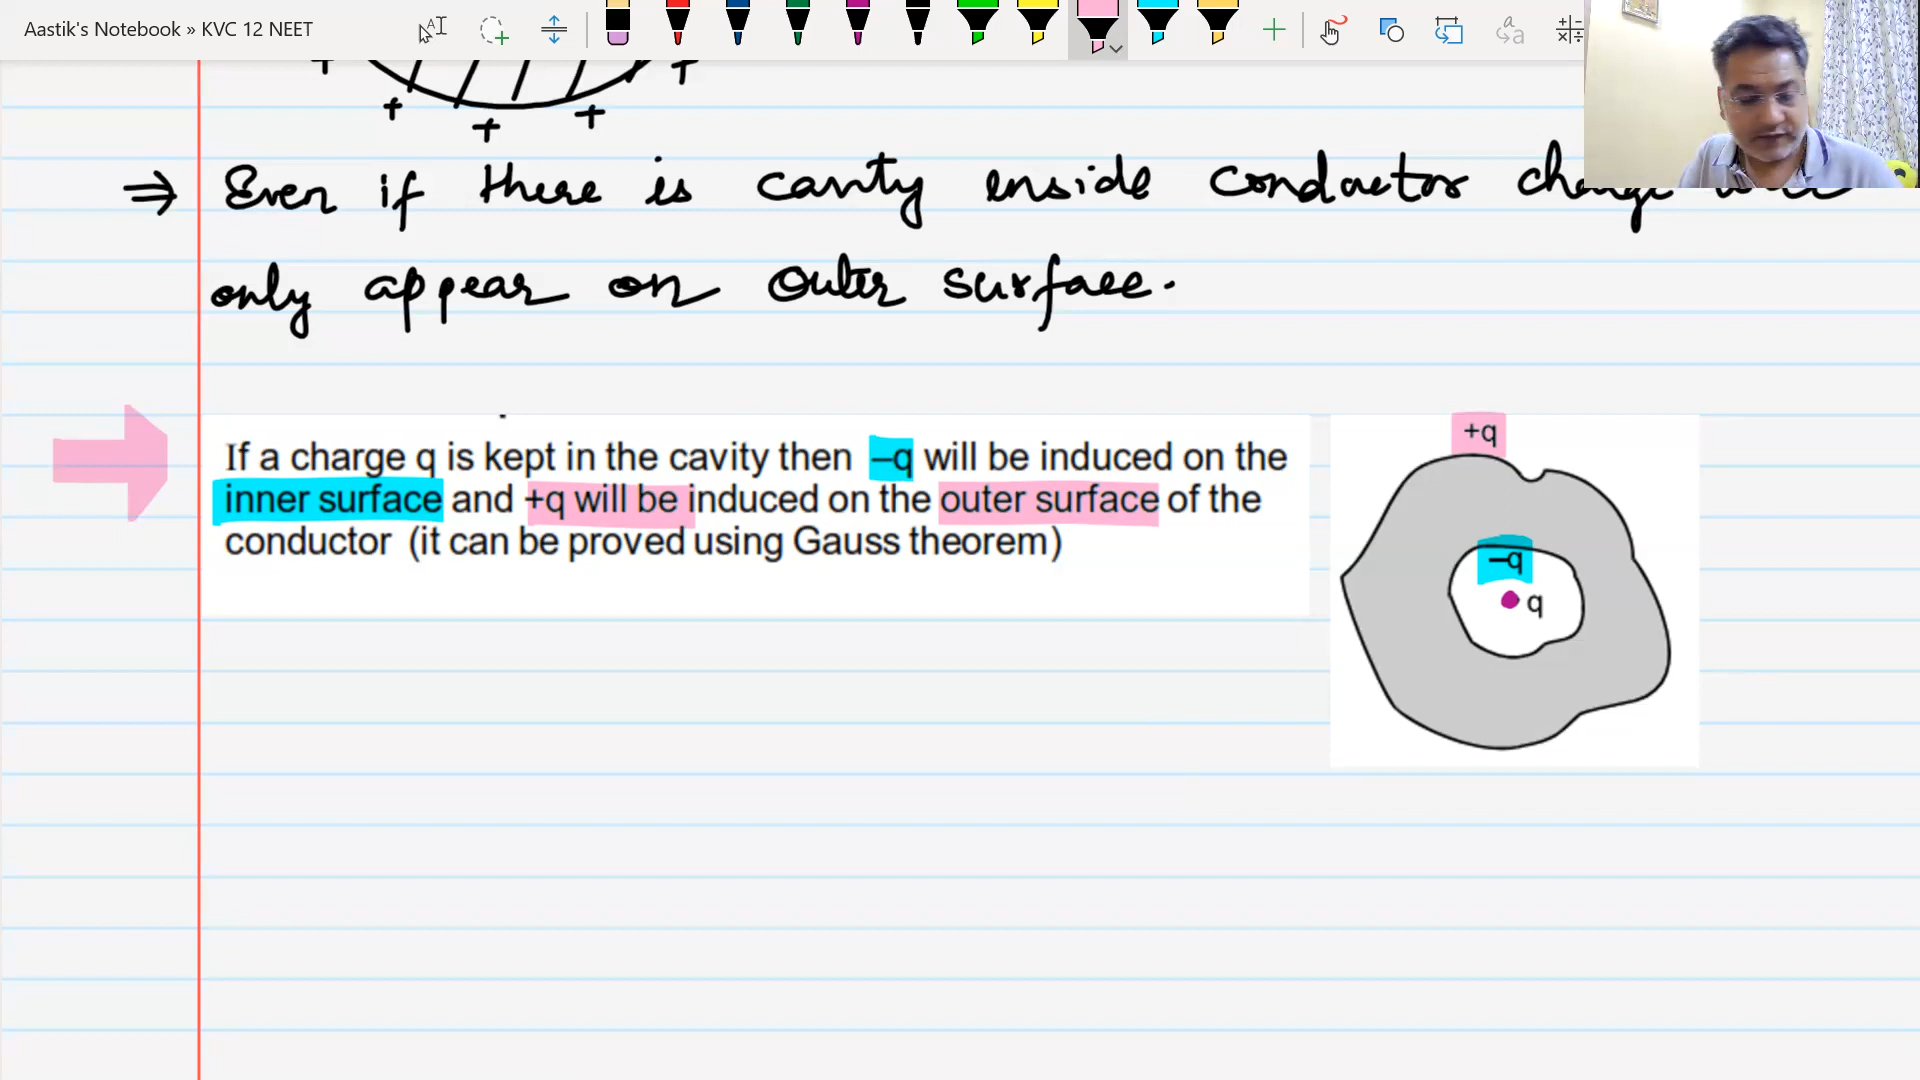 Aastik's Notebook » KVC 12 NEET
+ + + + +
⇒ Even if there is cavity inside conductor charge will
only appear on outer surface.
If a charge q is kept in the cavity then –q will be induced on the
inner surface and +q will be induced on the outer surface of the
conductor (it can be proved using Gauss theorem)
+q
–q
q